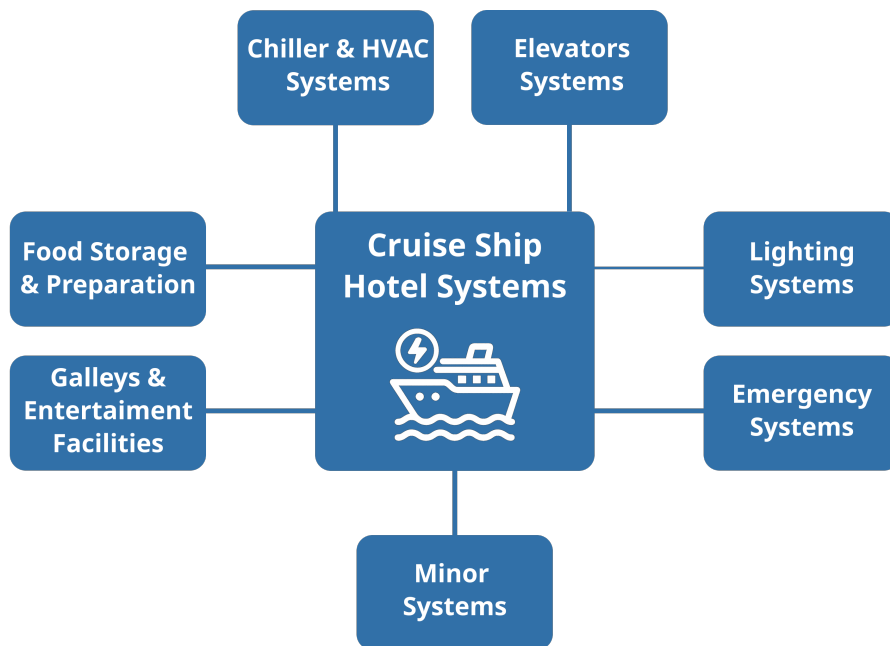 Chiller & HVAC
Systems
Elevators
Systems
Food Storage
& Preparation
Cruise Ship
Hotel Systems
Lighting
Systems
Galleys &
Entertaiment
Facilities
Emergency
Systems
Minor
Systems